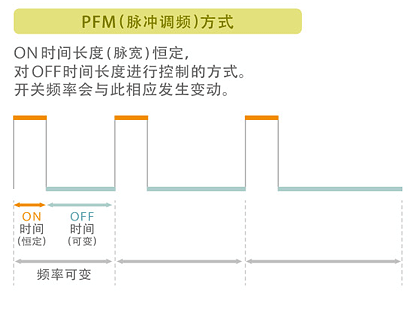 PFM(脉冲调频)方式
ON时间长度(脉宽)恒定,
对OFF时间长度进行控制的方式。
开关频率会与此相应发生变动。
ON OFF
时间 时间
(恒定) (可变)
频率可变